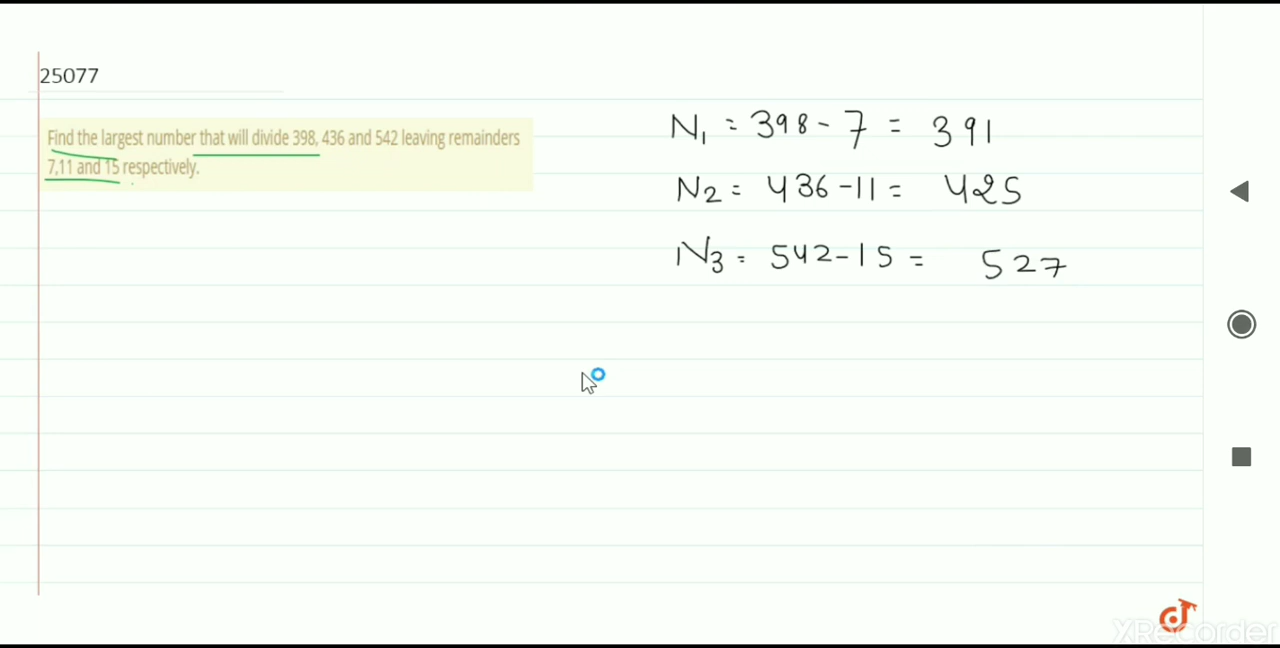 25077
Find the largest number that will divide 398, 436 and 542 leaving remainders
7,11 and 15 respectively.
N1 = 398 - 7 = 391
N2 = 436 - 11 = 425
N3 = 542 - 15 = 527
XRecorder